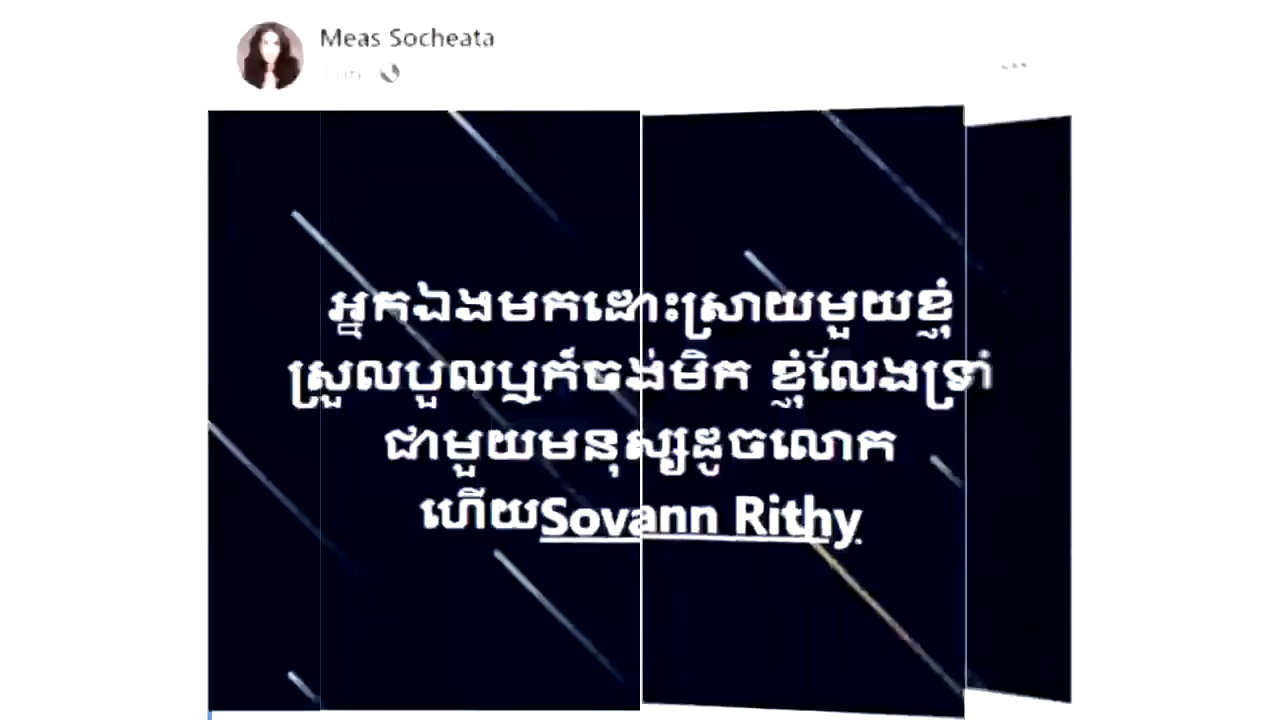 Meas Socheata
អ្នកឯងមកដោះស្រាយមួយខ្ញុំ
ស្រួលបួលឬក៏ចង់មិក ខ្ញុំលែងទ្រាំ
ជាមួយមនុស្សដូចលោក
ហើយSovann Rithy.